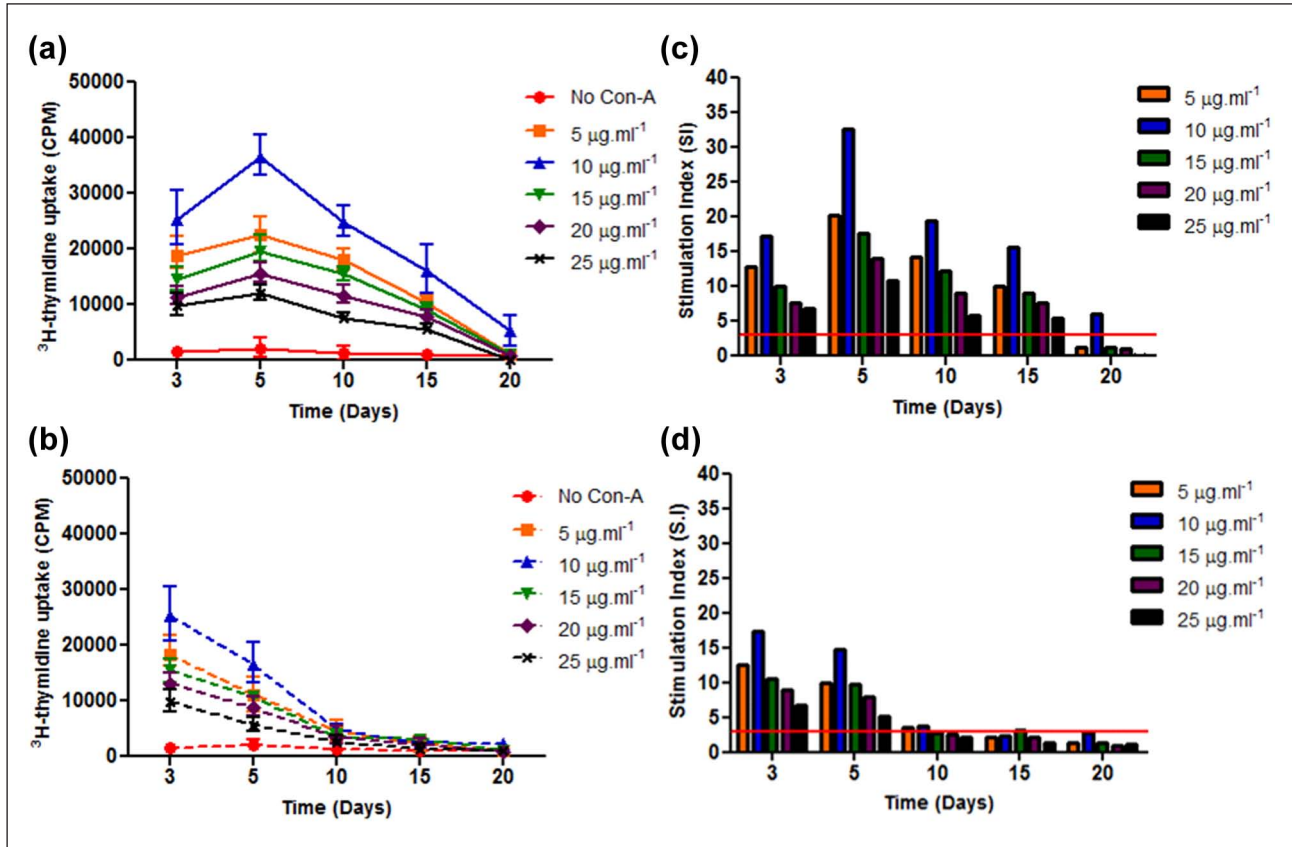 (a)
50000
40000
30000
20000
10000
0
³H-thymidine uptake (CPM)
3 5 10 15 20
Time (Days)
No Con-A
5 µg.ml⁻¹
10 µg.ml⁻¹
15 µg.ml⁻¹
20 µg.ml⁻¹
25 µg.ml⁻¹
(c)
40
35
30
25
20
15
10
5
0
Stimulation Index (SI)
3 5 10 15 20
Time (Days)
5 µg.ml⁻¹
10 µg.ml⁻¹
15 µg.ml⁻¹
20 µg.ml⁻¹
25 µg.ml⁻¹
(b)
50000
40000
30000
20000
10000
0
³H-thymidine uptake (CPM)
3 5 10 15 20
Time (Days)
No Con-A
5 µg.ml⁻¹
10 µg.ml⁻¹
15 µg.ml⁻¹
20 µg.ml⁻¹
25 µg.ml⁻¹
(d)
40
35
30
25
20
15
10
5
0
Stimulation Index (S.I)
3 5 10 15 20
Time (Days)
5 µg.ml⁻¹
10 µg.ml⁻¹
15 µg.ml⁻¹
20 µg.ml⁻¹
25 µg.ml⁻¹